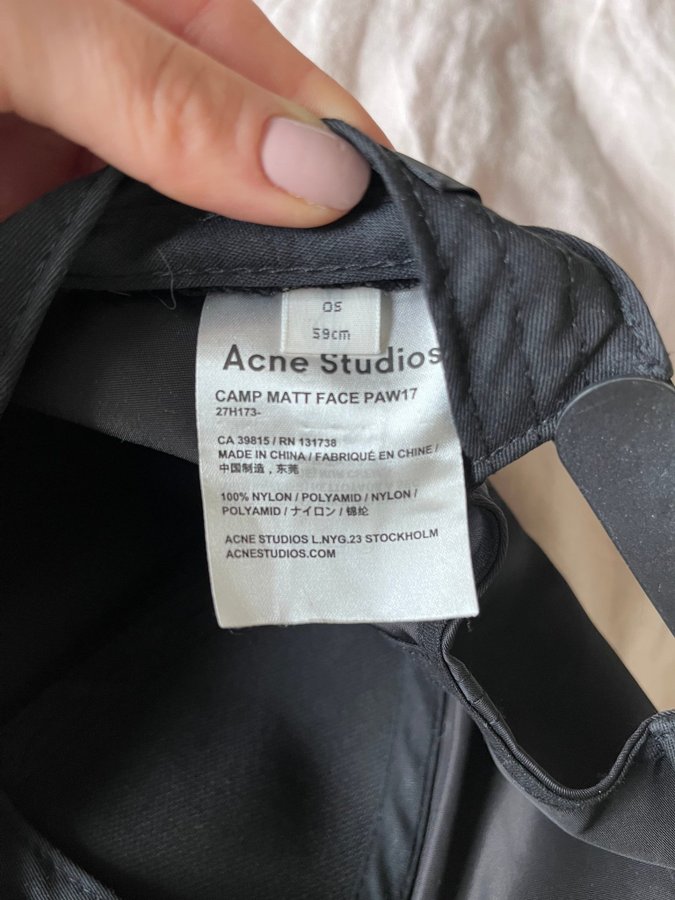 OS
59cm
Acne Studios
CAMP MATT FACE PAW17
27H173-
CA 39815 / RN 131738
MADE IN CHINA / FABRIQUÉ EN CHINE /
中国制造，东莞
100% NYLON / POLYAMID / NYLON /
POLYAMID / ナイロン / 锦纶
ACNE STUDIOS L.NYG.23 STOCKHOLM
ACNESTUDIOS.COM